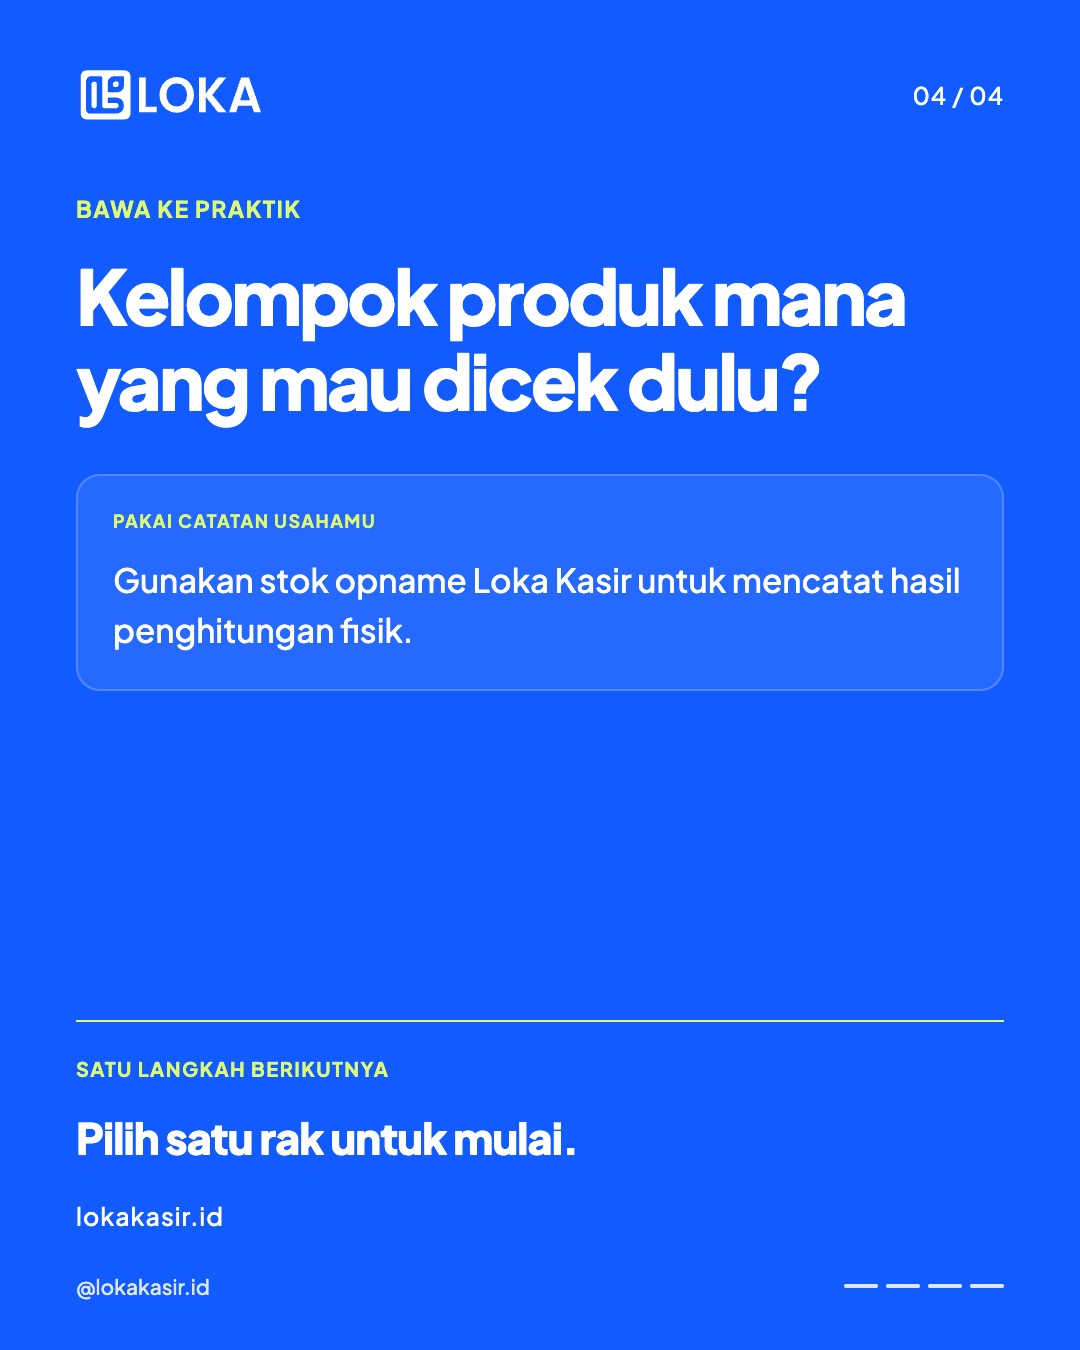 LOKA
04 / 04
BAWA KE PRAKTIK
Kelompok produk mana
yang mau dicek dulu?
PAKAI CATATAN USAHAMU
Gunakan stok opname Loka Kasir untuk mencatat hasil
penghitungan fisik.
SATU LANGKAH BERIKUTNYA
Pilih satu rak untuk mulai.
lokakasir.id
@lokakasir.id